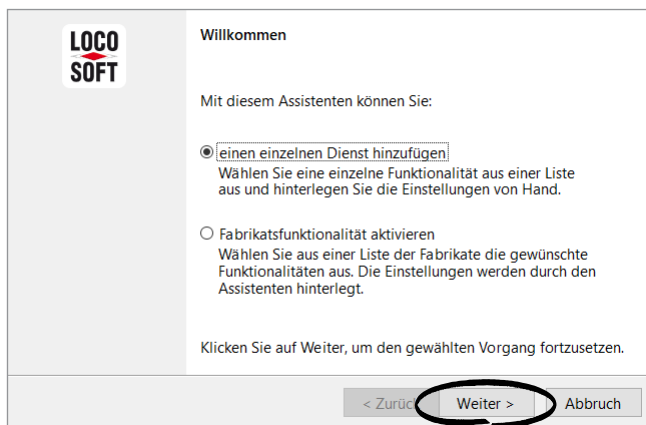 LOCO
SOFT
Willkommen
Mit diesem Assistenten können Sie:
einen einzelnen Dienst hinzufügen
Wählen Sie eine einzelne Funktionalität aus einer Liste
aus und hinterlegen Sie die Einstellungen von Hand.
Fabrikatsfunktionalität aktivieren
Wählen Sie aus einer Liste der Fabrikate die gewünschte
Funktionalitäten aus. Die Einstellungen werden durch den
Assistenten hinterlegt.
Klicken Sie auf Weiter, um den gewählten Vorgang fortzusetzen.
< Zurück Weiter > Abbruch